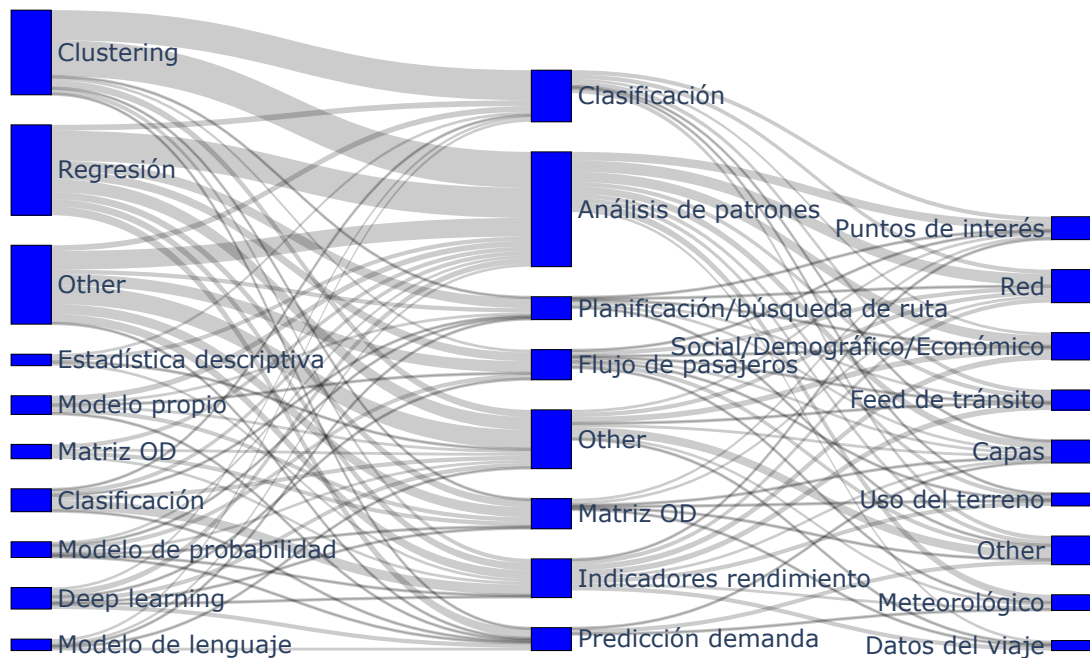 Clustering
Regresión
Other
Estadística descriptiva
Modelo propio
Matriz OD
Clasificación
Modelo de probabilidad
Deep learning
Modelo de lenguaje
Clasificación
Análisis de patrones
Planificación/búsqueda de ruta
Flujo de pasajeros
Other
Matriz OD
Indicadores rendimiento
Predicción demanda
Puntos de interés
Red
Social/Demográfico/Económico
Feed de tránsito
Capas
Uso del terreno
Other
Meteorológico
Datos del viaje